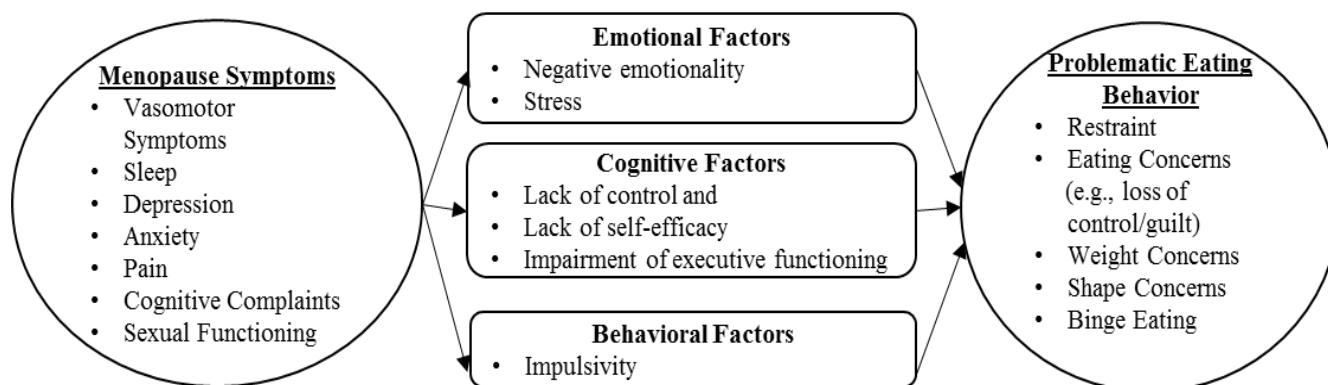 Menopause Symptoms
• Vasomotor
Symptoms
• Sleep
• Depression
• Anxiety
• Pain
• Cognitive Complaints
• Sexual Functioning
Emotional Factors
• Negative emotionality
• Stress
Cognitive Factors
• Lack of control and
• Lack of self-efficacy
• Impairment of executive functioning
Behavioral Factors
• Impulsivity
Problematic Eating
Behavior
• Restraint
• Eating Concerns
(e.g., loss of
control/guilt)
• Weight Concerns
• Shape Concerns
• Binge Eating